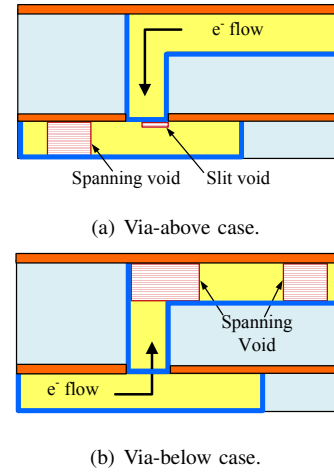 e⁻ flow
Spanning void
Slit void
(a) Via-above case.
Spanning
Void
e⁻ flow
(b) Via-below case.